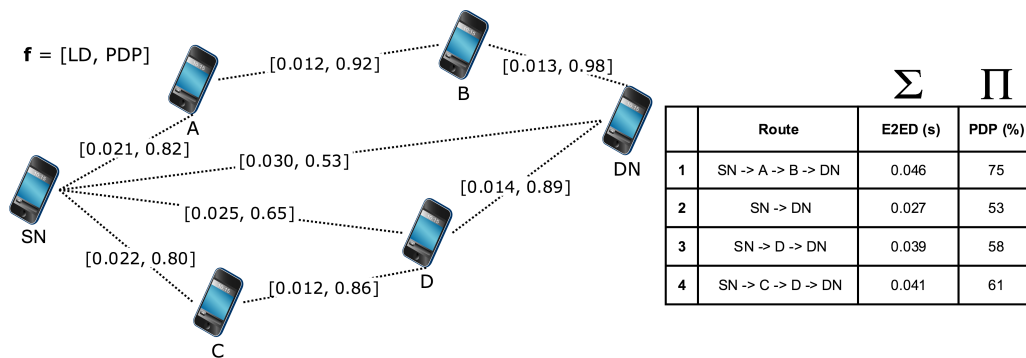 f = [LD, PDP]
A
[0.012, 0.92]
B
[0.013, 0.98]
[0.021, 0.82]
[0.030, 0.53]
DN
SN
[0.025, 0.65]
[0.014, 0.89]
[0.022, 0.80]
[0.012, 0.86]
D
C
Σ Π
Route E2ED (s) PDP (%)
1 SN -> A -> B -> DN 0.046 75
2 SN -> DN 0.027 53
3 SN -> D -> DN 0.039 58
4 SN -> C -> D -> DN 0.041 61